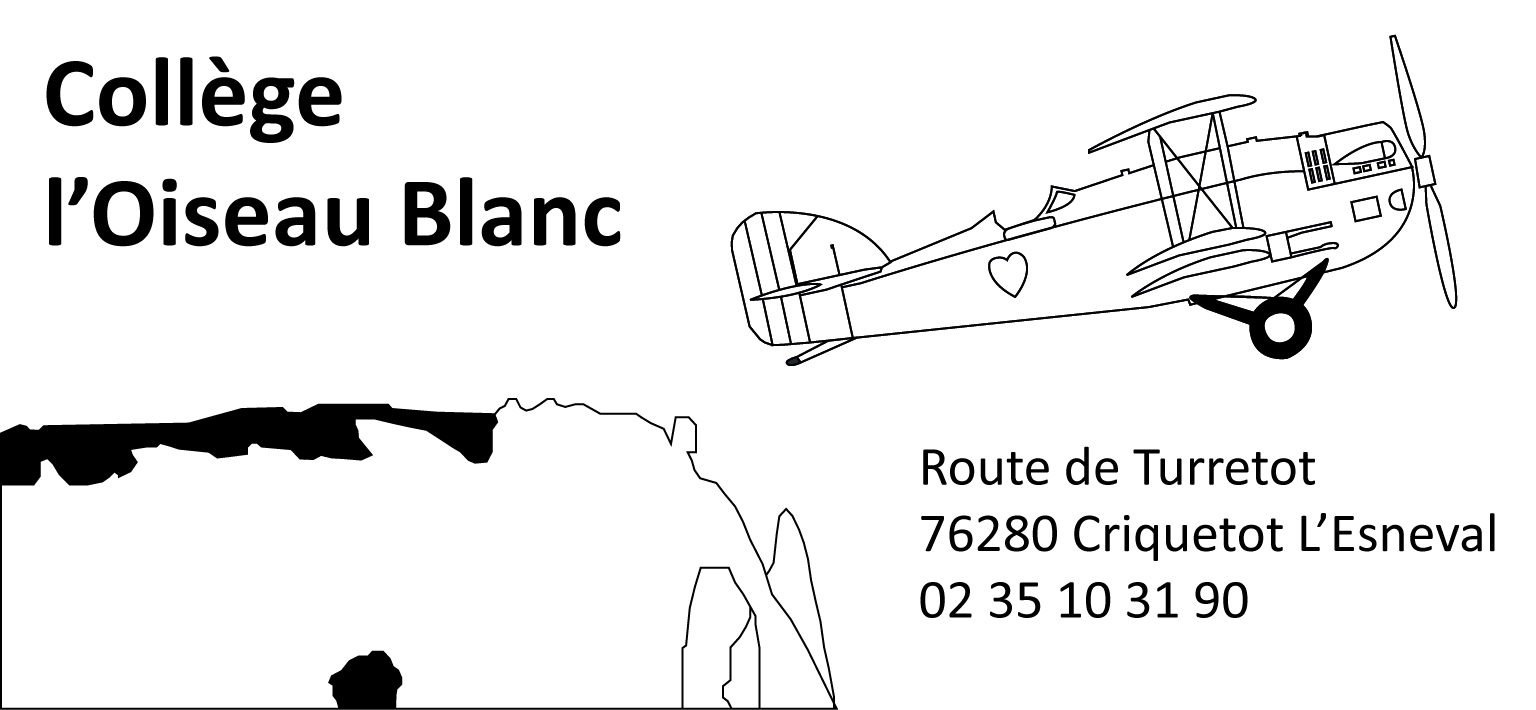 Collège
l’Oiseau Blanc
Route de Turretot
76280 Criquetot L’Esneval
02 35 10 31 90